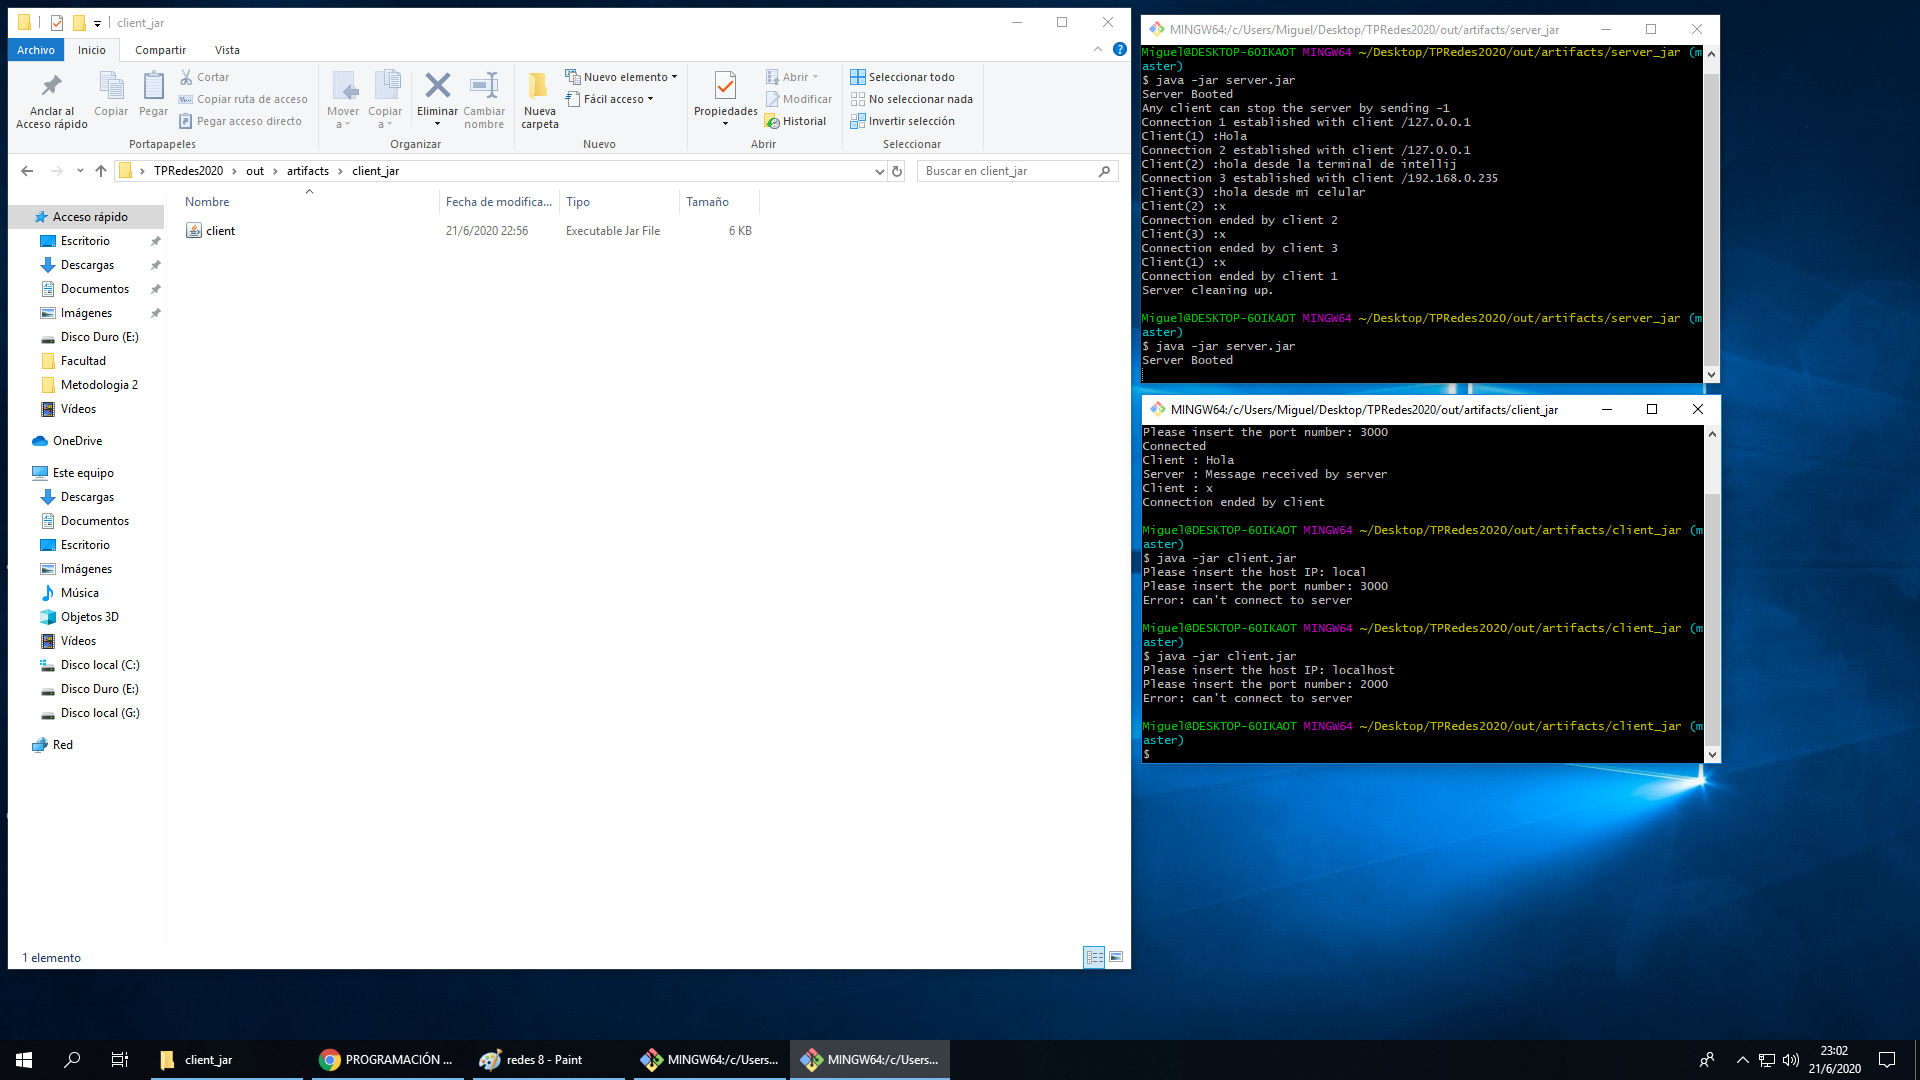 client_jar
Archivo
Inicio
Compartir
Vista
Anclar al
Acceso rápido
Copiar
Pegar
Cortar
Copiar ruta de acceso
Pegar acceso directo
Portapapeles
Mover
a
Copiar
a
Eliminar
Cambiar
nombre
Organizar
Nueva
carpeta
Nuevo elemento
Fácil acceso
Nuevo
Propiedades
Abrir
Modificar
Historial
Abrir
Seleccionar todo
No seleccionar nada
Invertir selección
Seleccionar
TPRedes2020
out
artifacts
client_jar
Buscar en client_jar
Nombre
Fecha de modifica...
Tipo
Tamaño
client
21/6/2020 22:56
Executable Jar File
6 KB
Acceso rápido
Escritorio
Descargas
Documentos
Imágenes
Disco Duro (E:)
Facultad
Metodologia 2
Vídeos
OneDrive
Este equipo
Descargas
Documentos
Escritorio
Imágenes
Música
Objetos 3D
Vídeos
Disco local (C:)
Disco Duro (E:)
Disco local (G:)
Red
1 elemento
MINGW64:/c/Users/Miguel/Desktop/TPRedes2020/out/artifacts/server_jar
Miguel@DESKTOP-6OIKAOT MINGW64 ~/Desktop/TPRedes2020/out/artifacts/server_jar (m
aster)
$ java -jar server.jar
Server Booted
Any client can stop the server by sending -1
Connection 1 established with client /127.0.0.1
Client(1) :Hola
Connection 2 established with client /127.0.0.1
Client(2) :hola desde la terminal de intellij
Connection 3 established with client /192.168.0.235
Client(3) :hola desde mi celular
Client(2) :x
Connection ended by client 2
Client(3) :x
Connection ended by client 3
Client(1) :x
Connection ended by client 1
Server cleaning up.
Miguel@DESKTOP-6OIKAOT MINGW64 ~/Desktop/TPRedes2020/out/artifacts/server_jar (m
aster)
$ java -jar server.jar
Server Booted
MINGW64:/c/Users/Miguel/Desktop/TPRedes2020/out/artifacts/client_jar
Please insert the port number: 3000
Connected
Client : Hola
Server : Message received by server
Client : x
Connection ended by client
Miguel@DESKTOP-6OIKAOT MINGW64 ~/Desktop/TPRedes2020/out/artifacts/client_jar (m
aster)
$ java -jar client.jar
Please insert the host IP: local
Please insert the port number: 3000
Error: can't connect to server
Miguel@DESKTOP-6OIKAOT MINGW64 ~/Desktop/TPRedes2020/out/artifacts/client_jar (m
aster)
$ java -jar client.jar
Please insert the host IP: localhost
Please insert the port number: 2000
Error: can't connect to server
Miguel@DESKTOP-6OIKAOT MINGW64 ~/Desktop/TPRedes2020/out/artifacts/client_jar (m
aster)
$
client_jar
PROGRAMACIÓN ...
redes 8 - Paint
MINGW64:/c/Users...
MINGW64:/c/Users...
23:02
21/6/2020